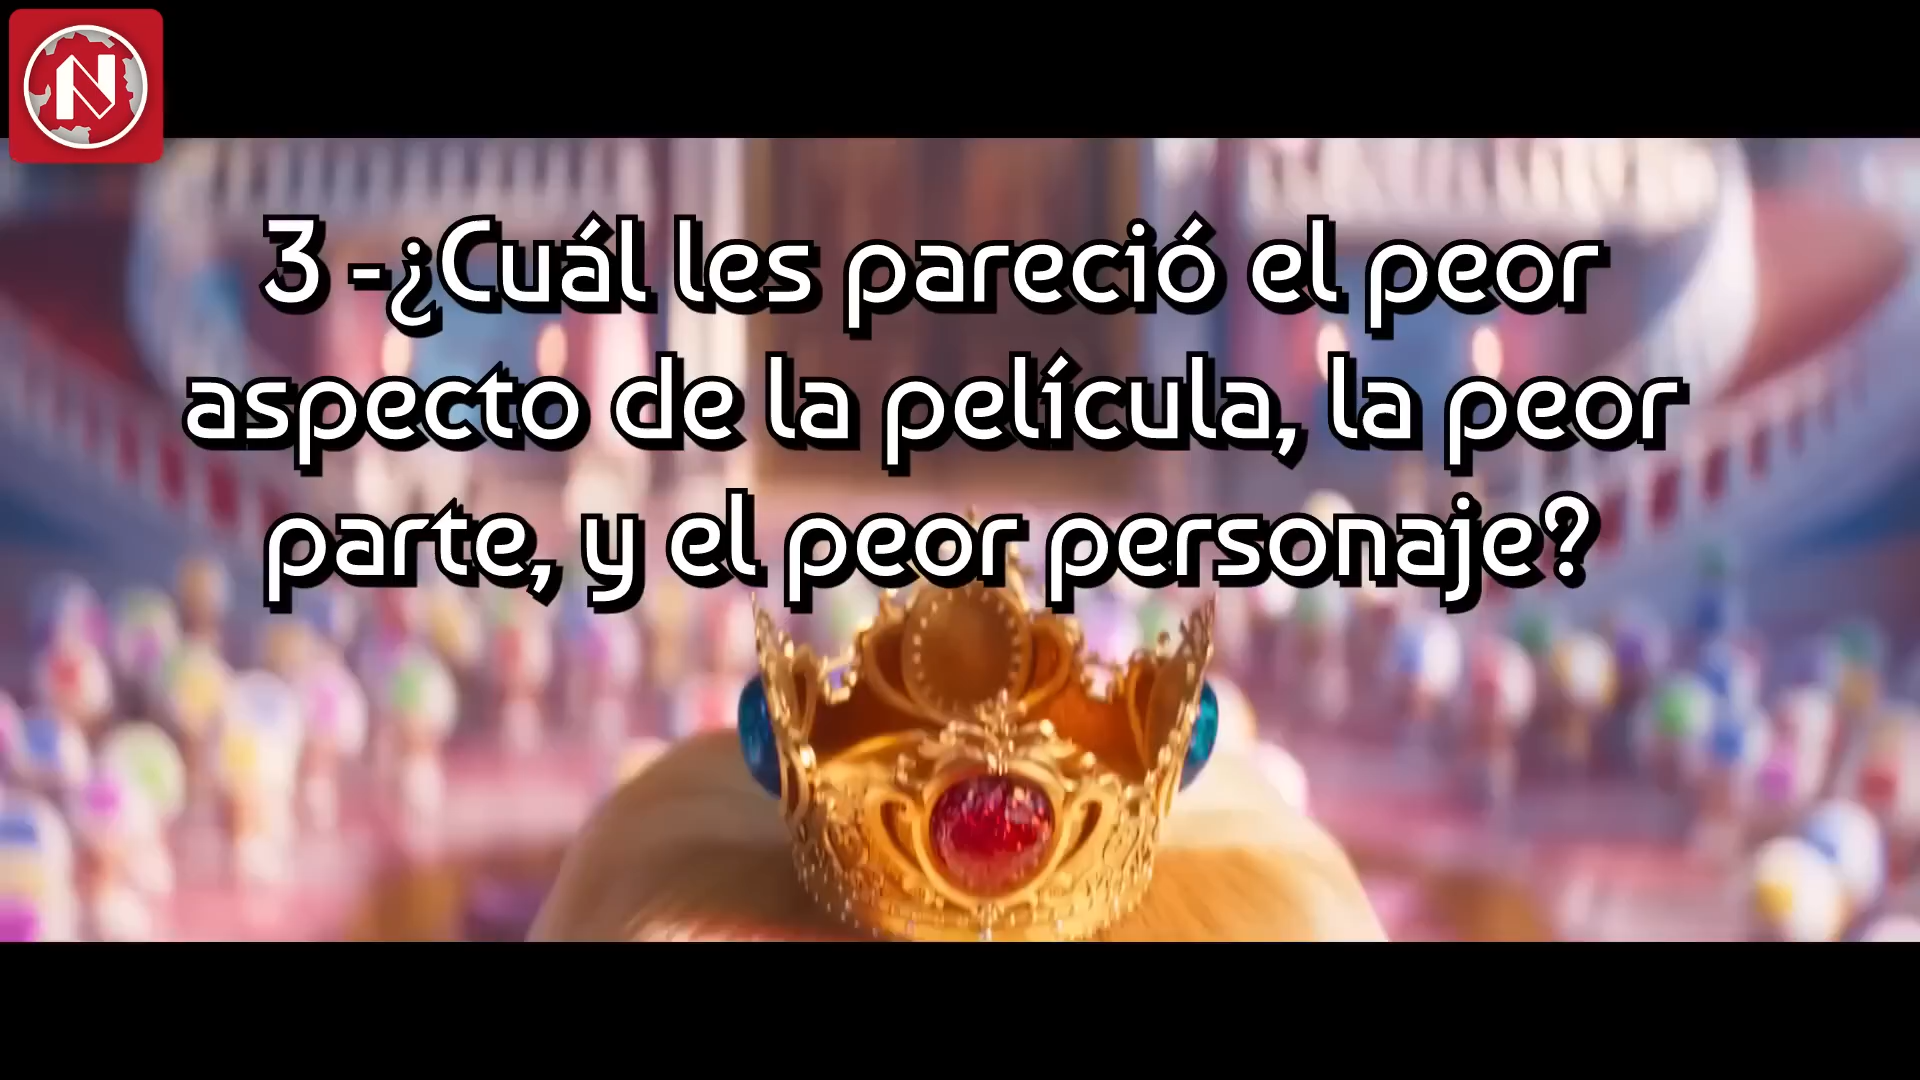 N
3 -¿Cuál les pareció el peor
aspecto de la película, la peor
parte, y el peor personaje?